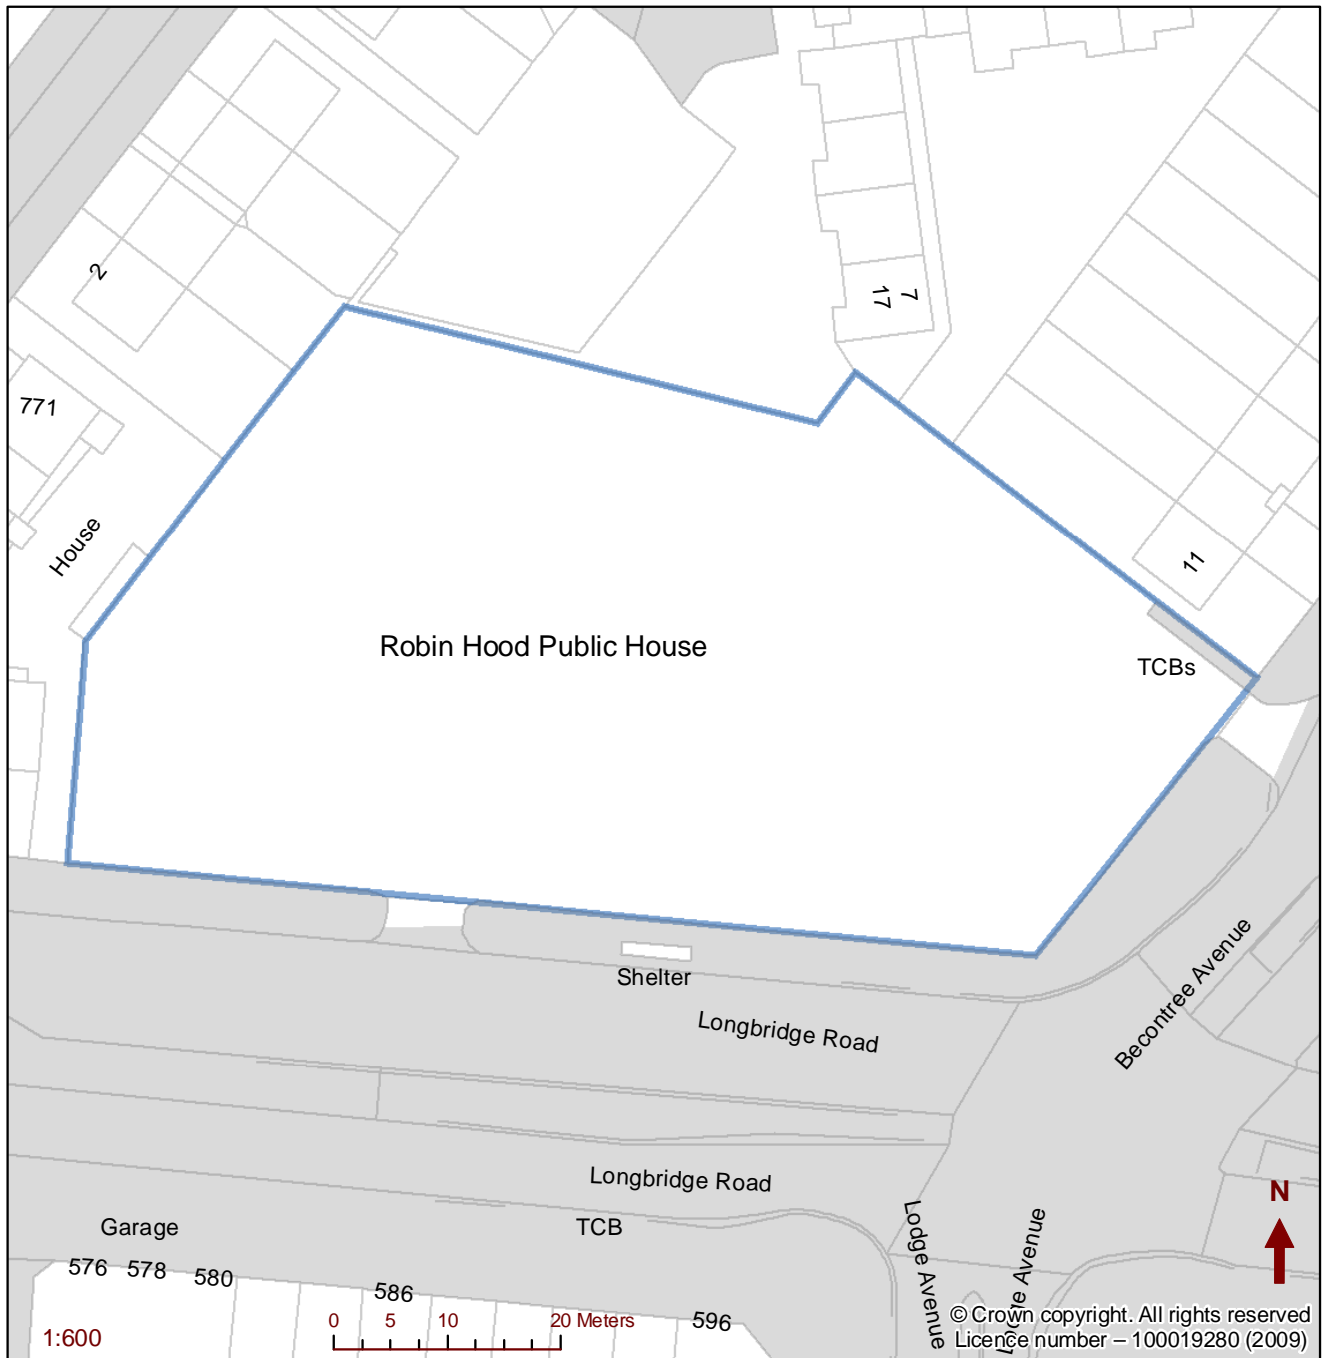 2
7
17
771
House
11
Robin Hood Public House
TCBs
Shelter
Longbridge Road
Becontree Avenue
Longbridge Road
N
Garage
TCB
Lodge Avenue
Lodge Avenue
576
578
580
586
596
0
5
10
20 Meters
1:600
© Crown copyright. All rights reserved
Licence number – 100019280 (2009)